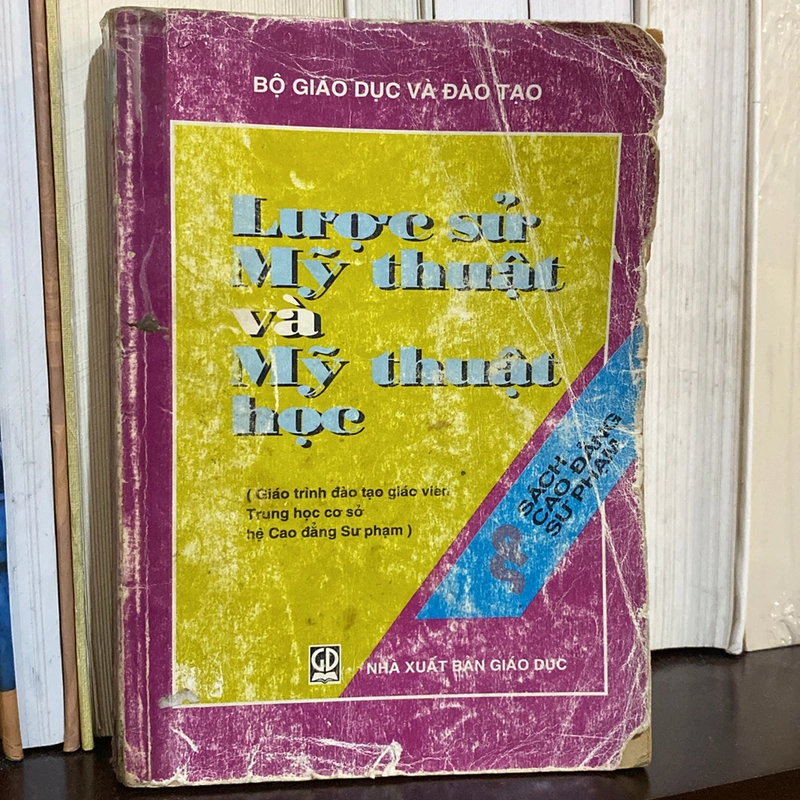 BỘ GIÁO DỤC VÀ ĐÀO TẠO
Lược sử
Mỹ thuật
và
Mỹ thuật
học
( Giáo trình đào tạo giáo viên
Trung học cơ sở
hệ Cao đẳng Sư phạm )
SÁCH
CAO ĐẲNG
SƯ PHẠM
SP
GD
NHÀ XUẤT BẢN GIÁO DỤC